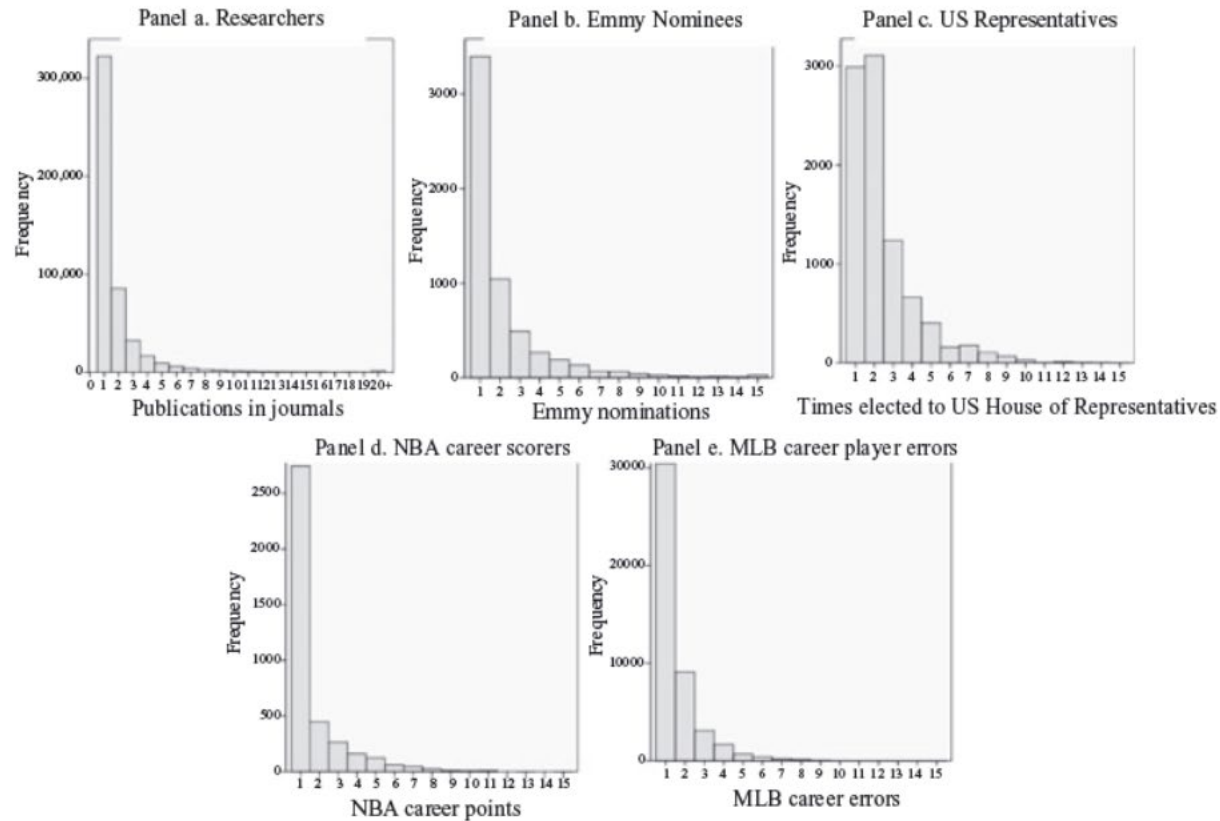 Panel a. Researchers
300,000
200,000
100,000
0
Frequency
0 1 2 3 4 5 6 7 8 9 10 11 12 13 14 15 1 61 7 18 19 20+
Publications in journals
Panel b. Emmy Nominees
3000
2000
1000
0
Frequency
1 2 3 4 5 6 7 8 9 10 11 12 13 14 15
Emmy nominations
Panel c. US Representatives
3000
2000
1000
0
Frequency
1 2 3 4 5 6 7 8 9 10 11 12 13 14 15
Times elected to US House of Representatives
Panel d. NBA career scorers
2500
2000
1500
1000
500
0
Frequency
1 2 3 4 5 6 7 8 9 10 11 12 13 14 15
NBA career points
Panel e. MLB career player errors
30000
20000
10000
0
Frequency
1 2 3 4 5 6 7 8 9 10 11 12 13 14 15
MLB career errors